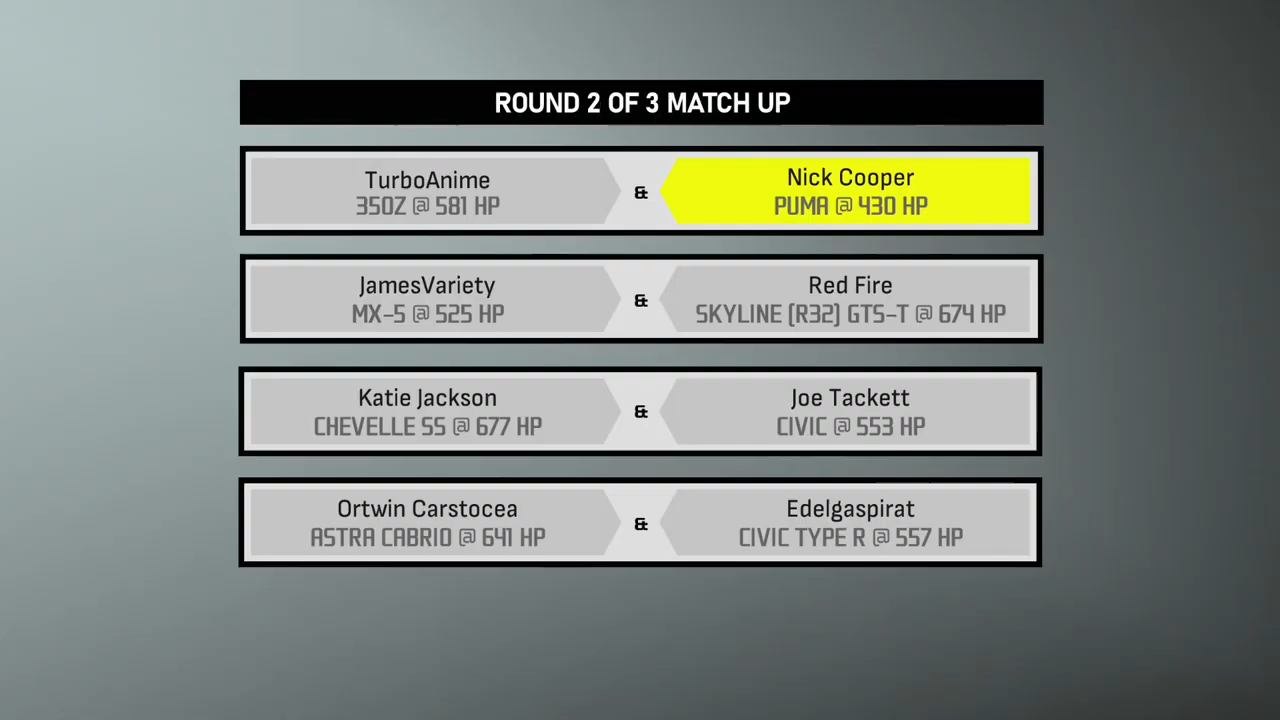 ROUND 2 OF 3 MATCH UP
TurboAnime
350Z @ 581 HP
&
Nick Cooper
PUMA @ 430 HP
JamesVariety
MX-5 @ 525 HP
&
Red Fire
SKYLINE (R32) GTS-T @ 674 HP
Katie Jackson
CHEVELLE SS @ 677 HP
&
Joe Tackett
CIVIC @ 553 HP
Ortwin Carstocea
ASTRA CABRIO @ 641 HP
&
Edelgaspirat
CIVIC TYPE R @ 557 HP